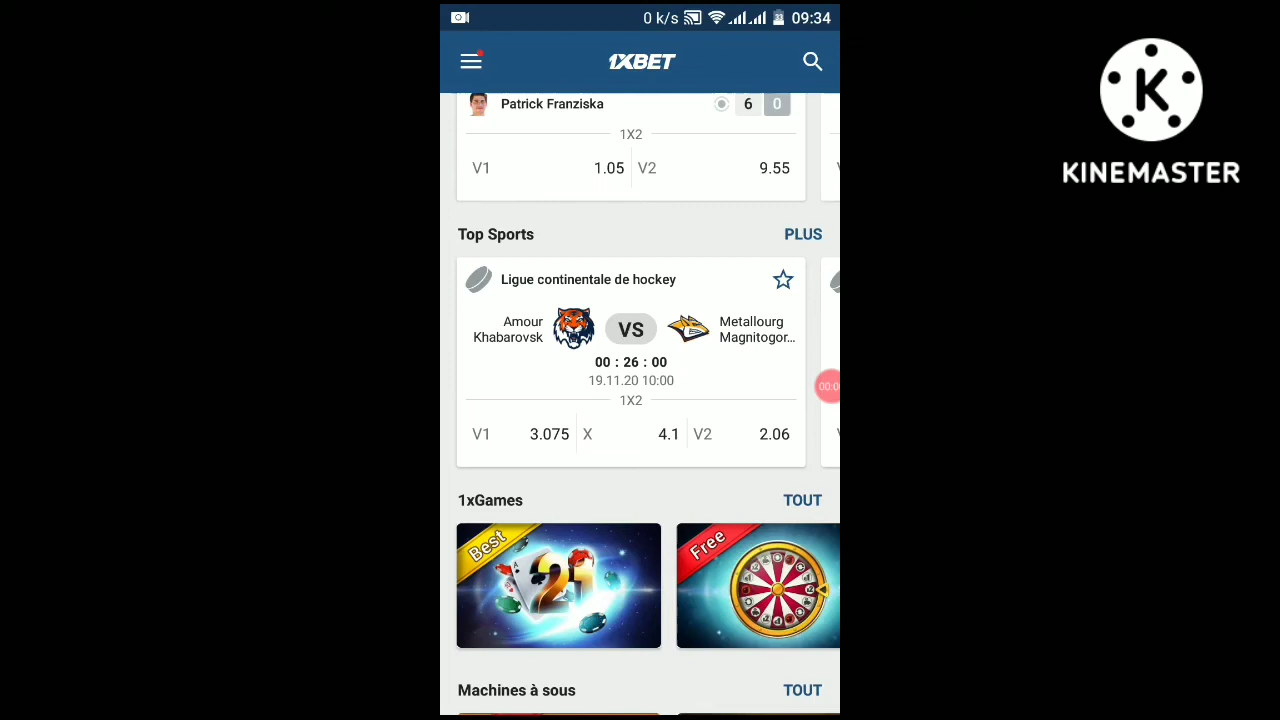 0 k/s 33 09:34
1XBET
Patrick Franziska 6 0
1X2
V1 1.05 V2 9.55
Top Sports PLUS
Ligue continentale de hockey
Amour
Khabarovsk
VS
Metallourg
Magnitogor...
00 : 26 : 00
19.11.20 10:00
1X2
V1 3.075 X 4.1 V2 2.06
1xGames TOUT
Best
21
Free
Machines à sous TOUT
K
KINEMASTER